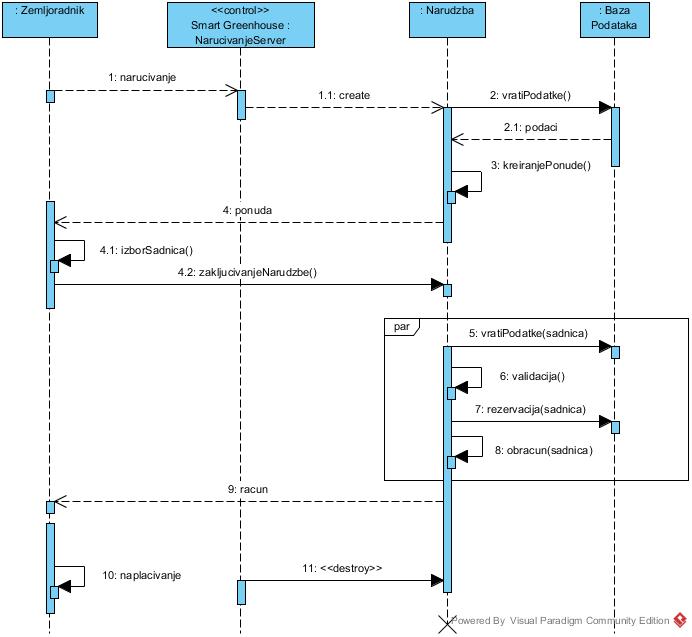 : Zemljoradnik
<<control>>
Smart Greenhouse :
NarucivanjeServer
: Narudzba
: Baza
Podataka
1: narucivanje
1.1: create
2: vratiPodatke()
2.1: podaci
3: kreiranjePonude()
4: ponuda
4.1: izborSadnica()
4.2: zakljucivanjeNarudzbe()
par
5: vratiPodatke(sadnica)
6: validacija()
7: rezervacija(sadnica)
8: obracun(sadnica)
9: racun
10: naplacivanje
11: <<destroy>>
Powered By Visual Paradigm Community Edition